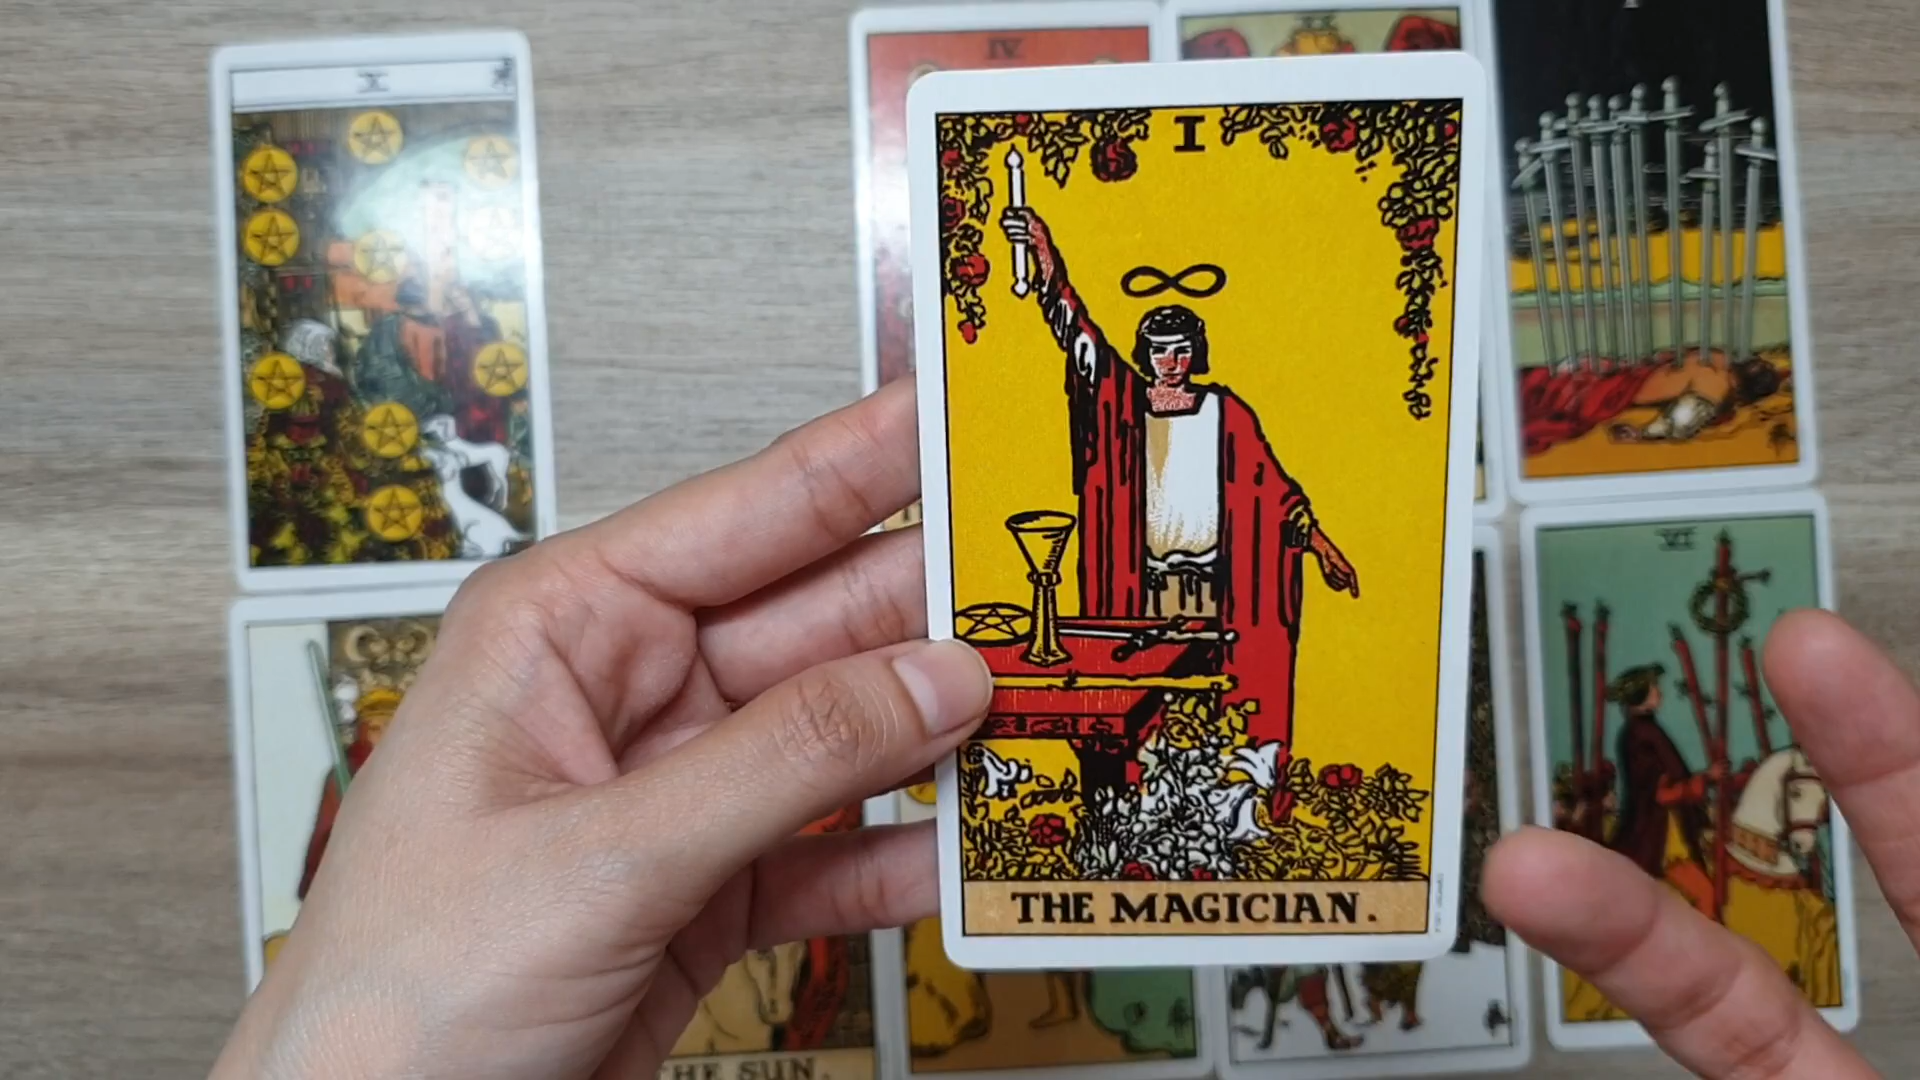 X
IV
I
VI
THE MAGICIAN.
THE SUN.